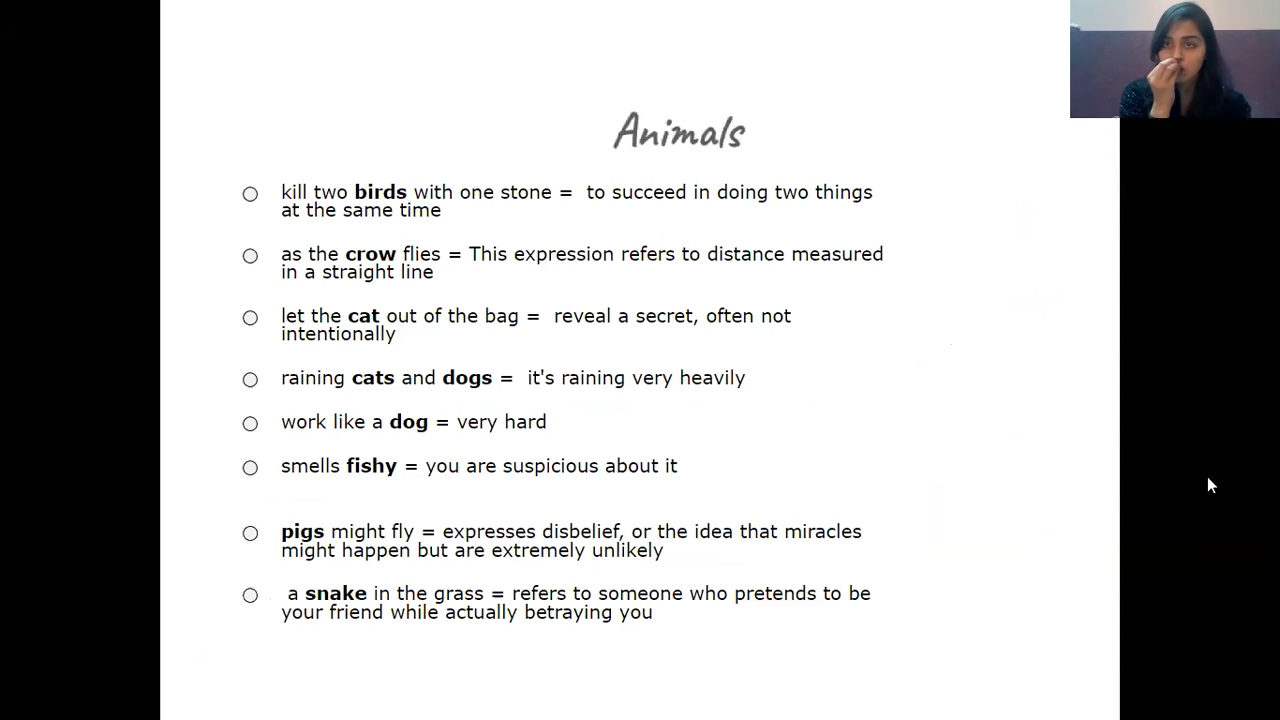 Animals
kill two birds with one stone = to succeed in doing two things
at the same time
as the crow flies = This expression refers to distance measured
in a straight line
let the cat out of the bag = reveal a secret, often not
intentionally
raining cats and dogs = it's raining very heavily
work like a dog = very hard
smells fishy = you are suspicious about it
pigs might fly = expresses disbelief, or the idea that miracles
might happen but are extremely unlikely
a snake in the grass = refers to someone who pretends to be
your friend while actually betraying you